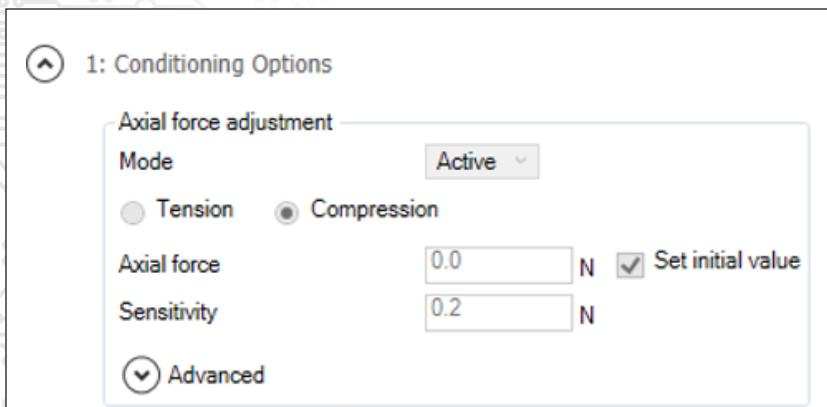 1: Conditioning Options
Axial force adjustment
Mode Active
Tension Compression
Axial force 0.0 N Set initial value
Sensitivity 0.2 N
Advanced